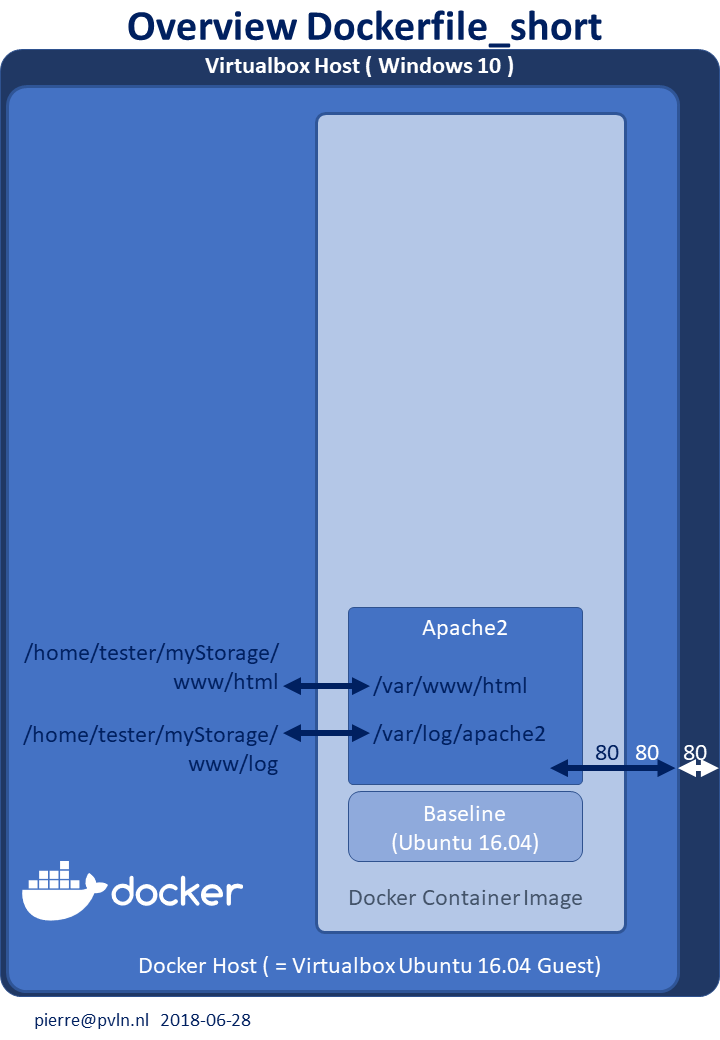 Overview Dockerfile_short
Virtualbox Host ( Windows 10 )
Apache2
/home/tester/myStorage/
www/html
/var/www/html
/home/tester/myStorage/
www/log
/var/log/apache2
80 80 80
Baseline
(Ubuntu 16.04)
docker
Docker Container Image
Docker Host ( = Virtualbox Ubuntu 16.04 Guest)
pierre@pvln.nl 2018-06-28